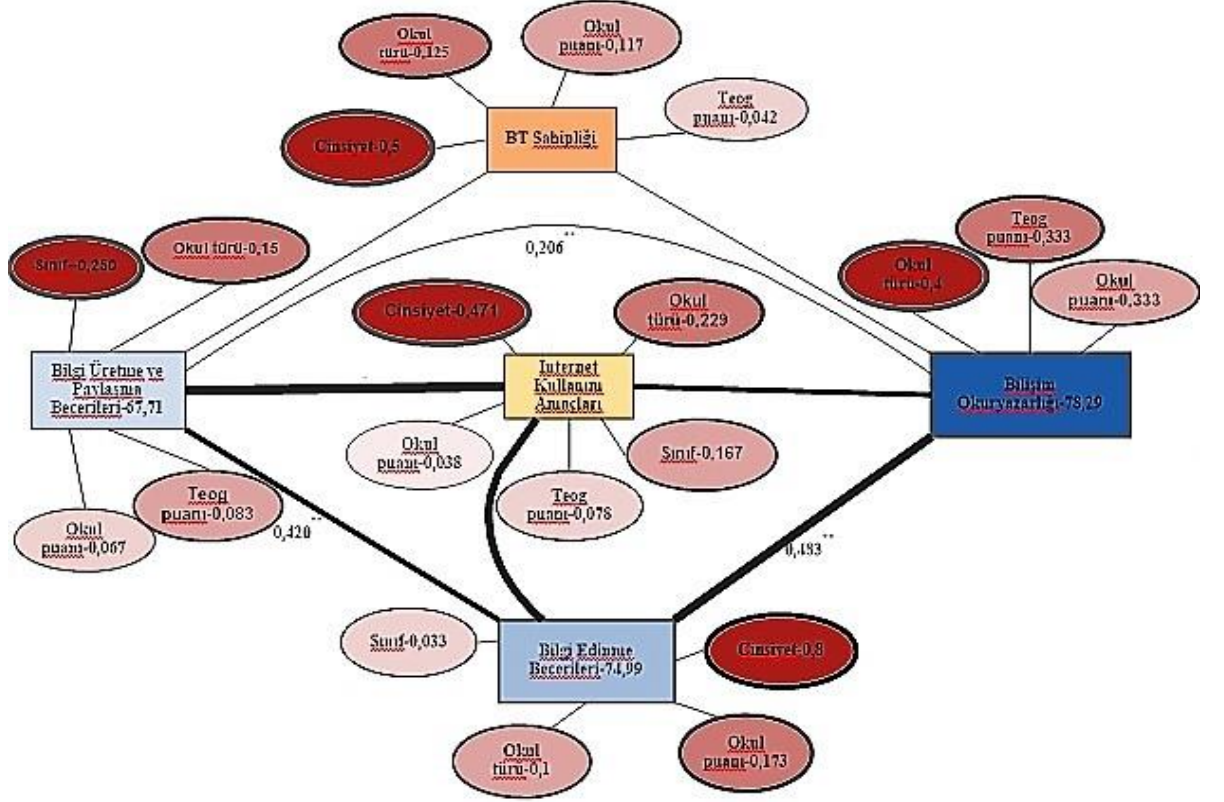 Okul
türü-0,125
Okul
puanı-0,117
Teog
puanı-0,042
Cinsiyet-0,5
BT Sahipliği
Sınıf-0,250
Okul türü-0,15
0,206**
Teog
puanı-0,333
Okul
türü-0,4
Okul
puanı-0,333
Cinsiyet-0,471
Okul
türü-0,229
Bilgi Üretme ve
Paylaşma
Becerileri-67,71
Internet
Kullanımı
Amaçları
Bilişim
Okuryazarlığı-78,29
Okul
puanı-0,038
Sınıf-0,167
Teog
puanı-0,078
Teog
puanı-0,083
Okul
puanı-0,067
0,420**
0,483**
Sınıf-0,033
Bilgi Edinme
Becerileri-74,99
Cinsiyet-0,8
Okul
türü-0,1
Okul
puanı-0,173